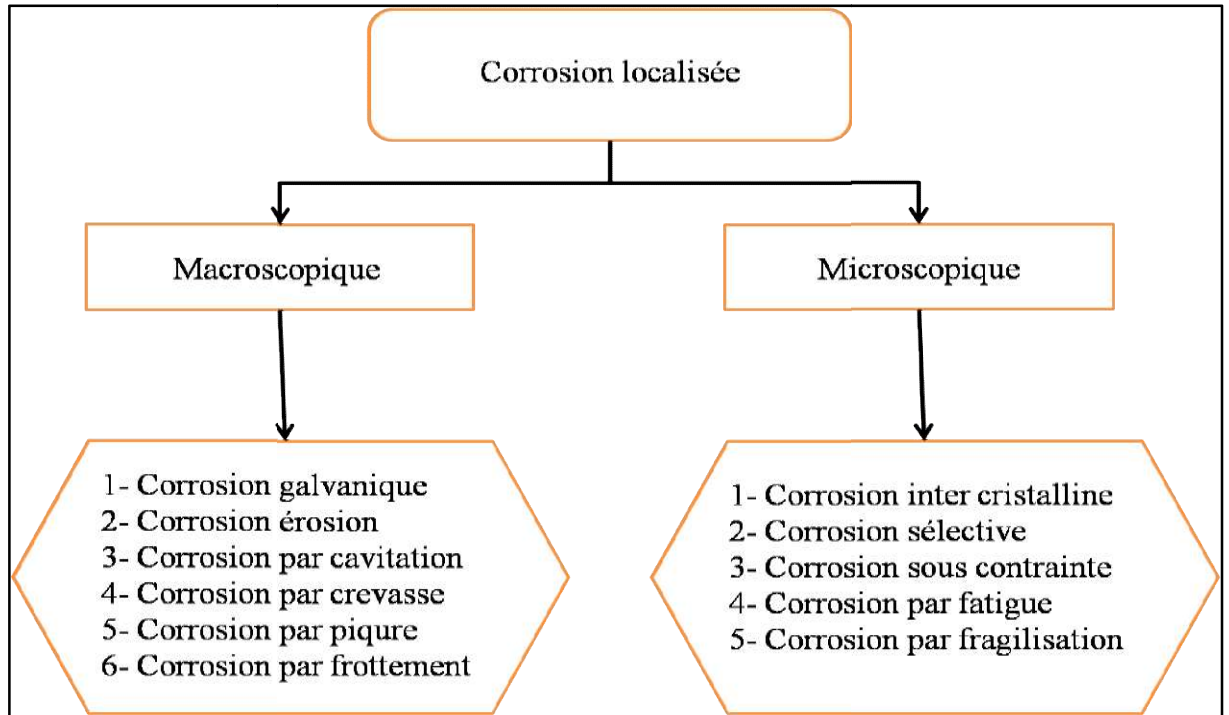 Corrosion localisée
Macroscopique
Microscopique
1- Corrosion galvanique
2- Corrosion érosion
3- Corrosion par cavitation
4- Corrosion par crevasse
5- Corrosion par piqure
6- Corrosion par frottement
1- Corrosion inter cristalline
2- Corrosion sélective
3- Corrosion sous contrainte
4- Corrosion par fatigue
5- Corrosion par fragilisation